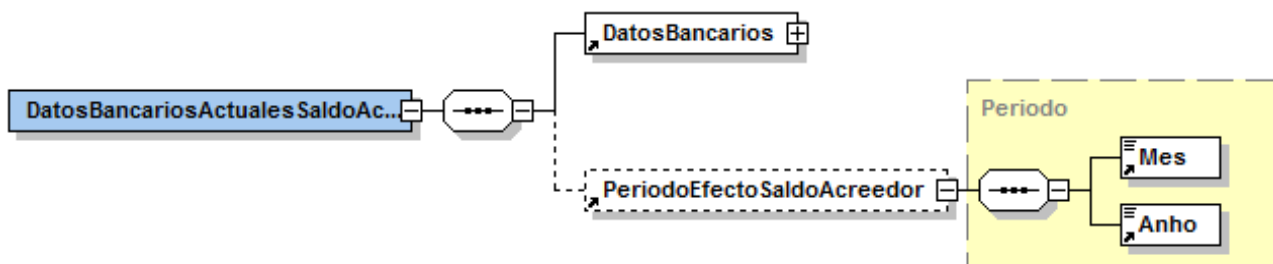 DatosBancarios
DatosBancariosActualesSaldoAc...
Periodo
Mes
PeriodoEfectoSaldoAcreedor
Anho